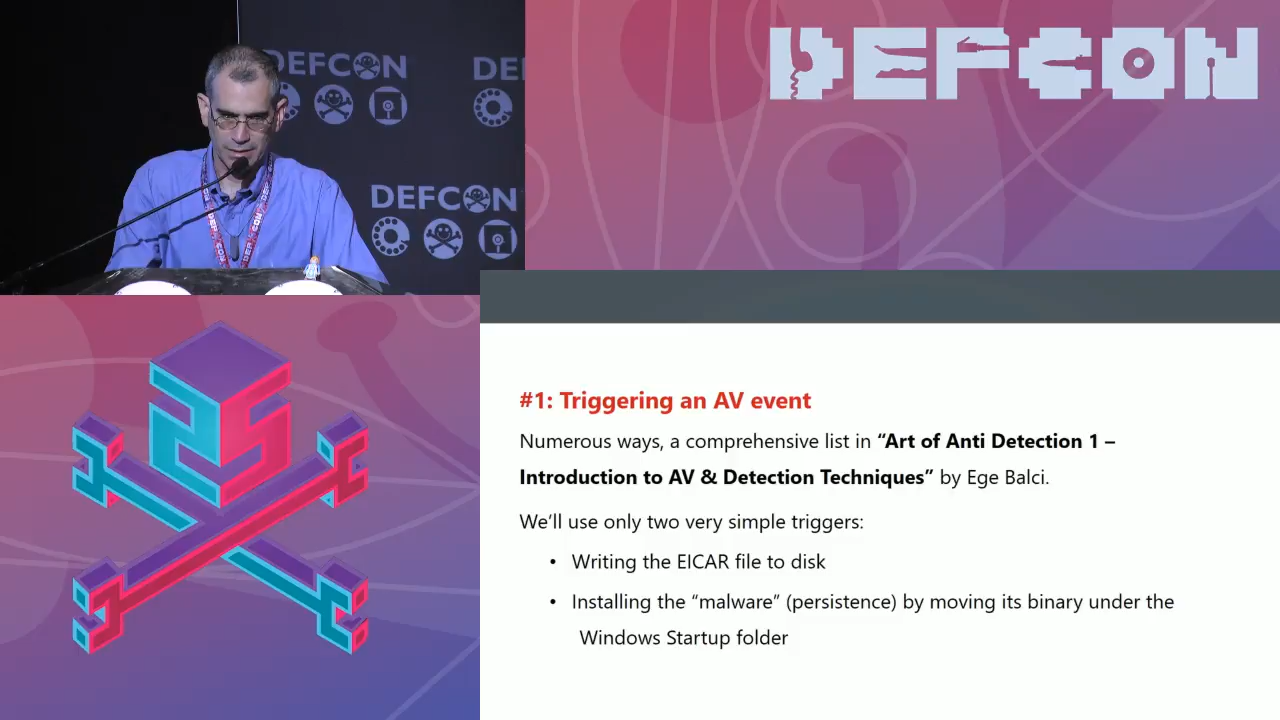 DEFCON
DEFCON
DE
DEFCON
#1: Triggering an AV event
Numerous ways, a comprehensive list in “Art of Anti Detection 1 –
Introduction to AV & Detection Techniques” by Ege Balci.
We’ll use only two very simple triggers:
• Writing the EICAR file to disk
• Installing the “malware” (persistence) by moving its binary under the
Windows Startup folder
25